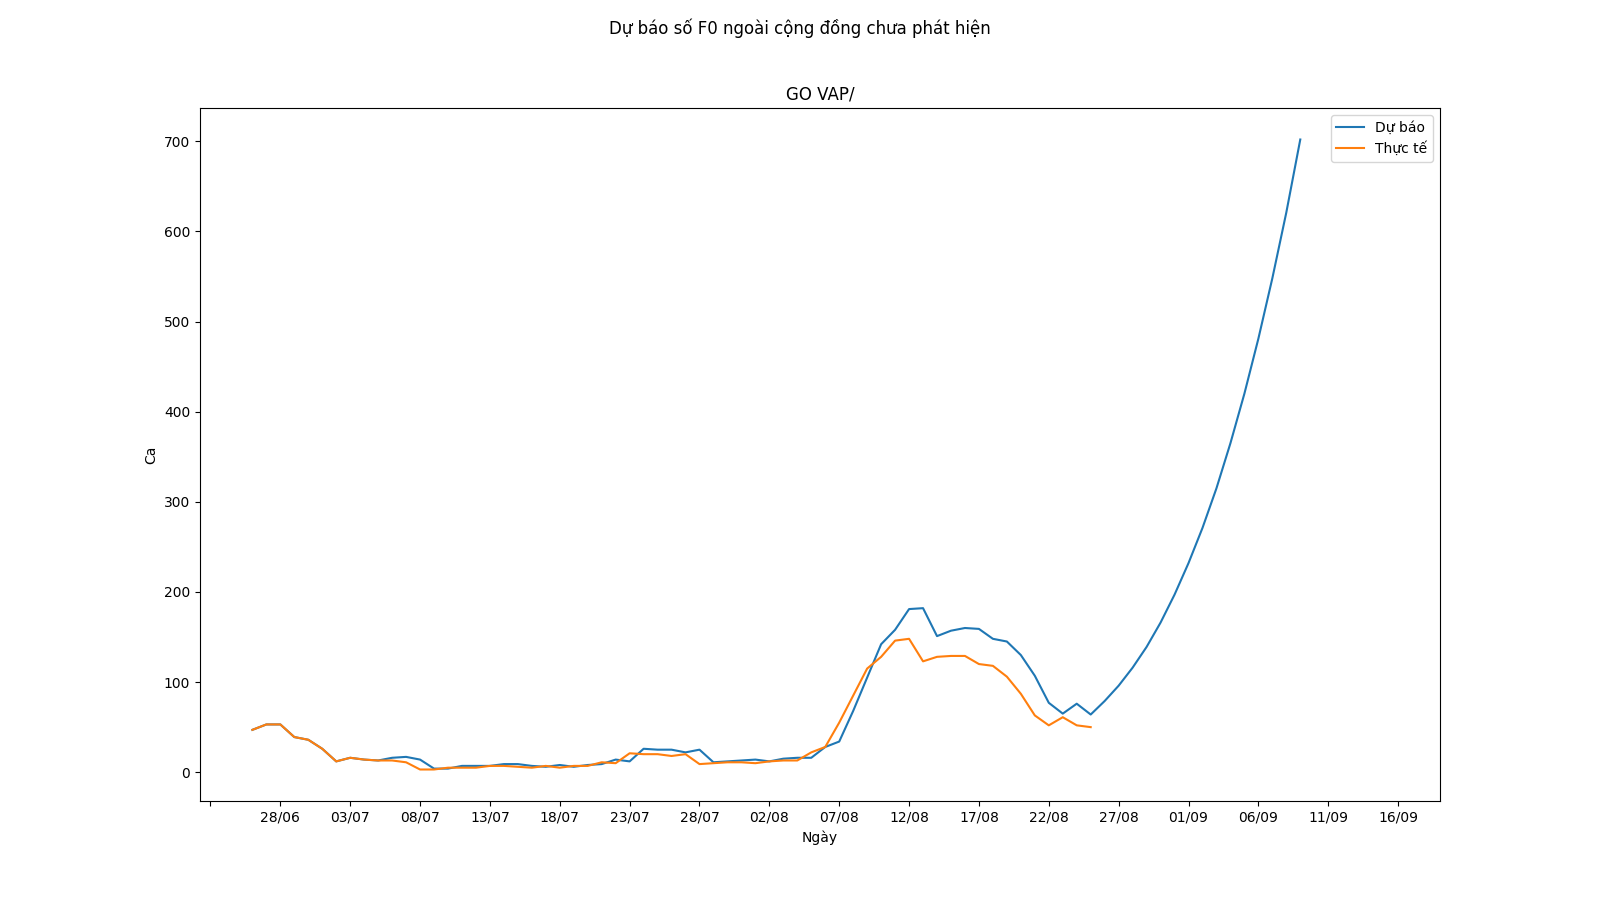 Dự báo số F0 ngoài cộng đồng chưa phát hiện
GO VAP/
Dự báo
Thực tế
700
600
500
400
300
200
100
0
Ca
28/06 03/07 08/07 13/07 18/07 23/07 28/07 02/08 07/08 12/08 17/08 22/08 27/08 01/09 06/09 11/09 16/09
Ngày